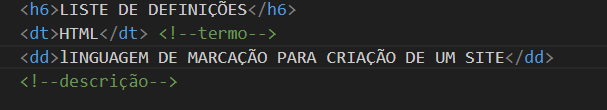 <h6>LISTE DE DEFINIÇÕES</h6>
<dt>HTML</dt> <!--termo-->
<dd>lINGUAGEM DE MARCAÇÃO PARA CRIAÇÃO DE UM SITE</dd>
<!--descrição-->